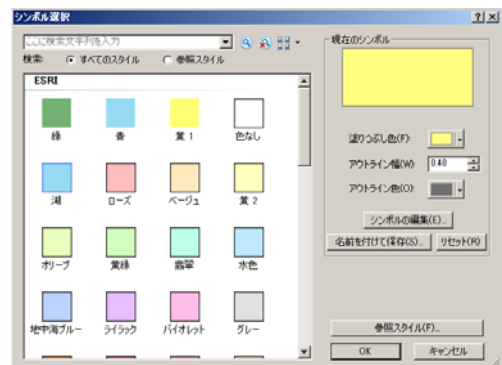 シンボル選択
ここに検索文字列を入力
検索: すべてのスタイル 参照スタイル
ESRI
緑 青 黄 1 色なし
湖 ローズ ベージュ 黄 2
オリーブ 黄緑 翡翠 水色
地中海ブルー ライラック バイオレット グレー
現在のシンボル
塗りつぶし色(F):
アウトライン幅(W): 0.40
アウトライン色(O):
シンボルの編集(E)...
名前を付けて保存(S)... リセット(R)
参照スタイル(F)...
OK キャンセル